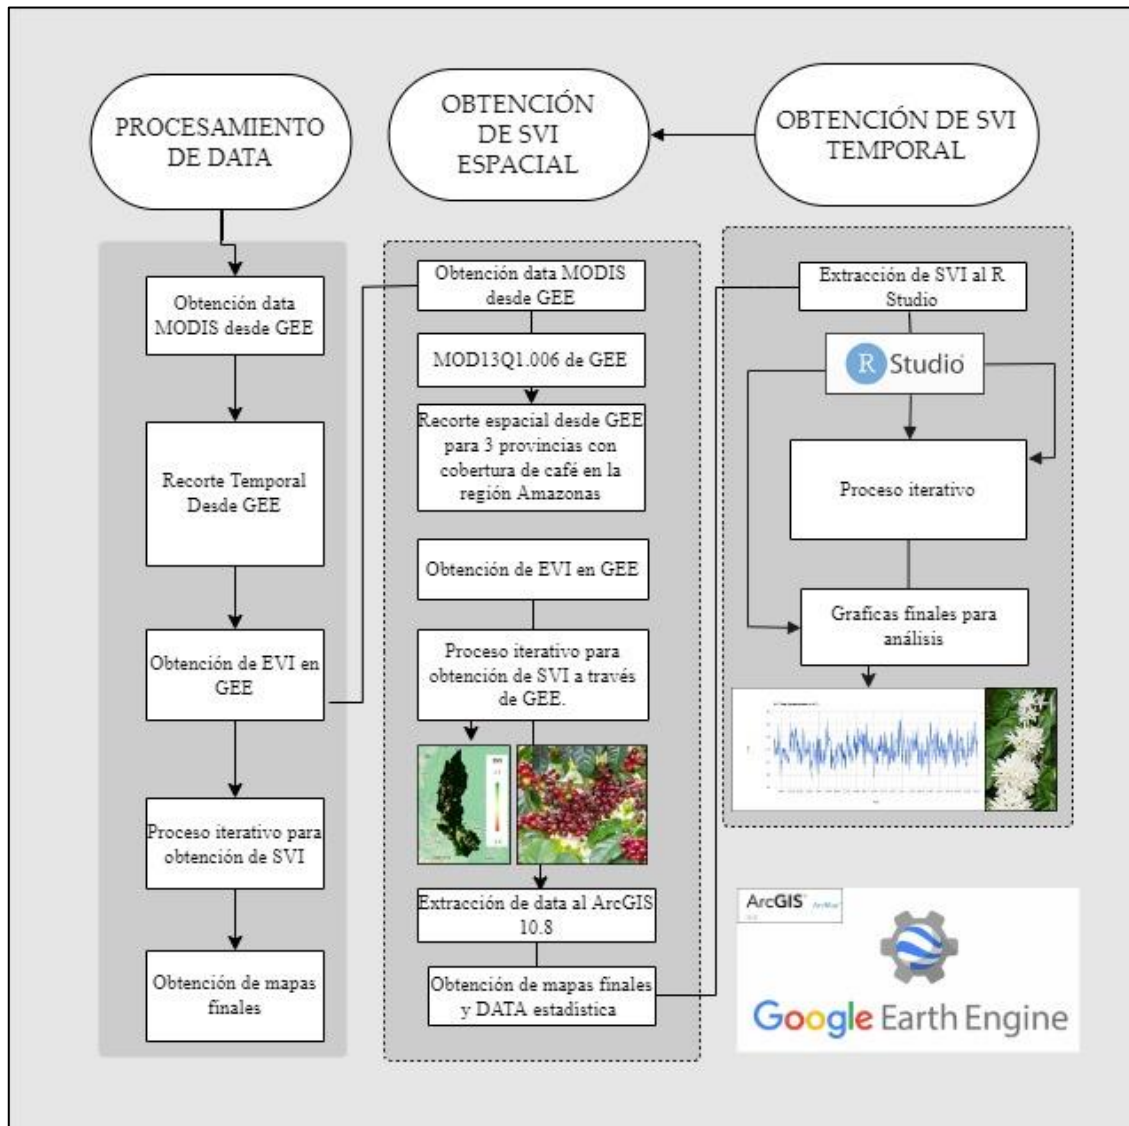 PROCESAMIENTO
DE DATA
Obtención data
MODIS desde GEE
Recorte Temporal
Desde GEE
Obtención de EVI en
GEE
Proceso iterativo para
obtención de SVI
Obtención de mapas
finales
OBTENCIÓN
DE SVI
ESPACIAL
Obtención data MODIS
desde GEE
MOD13Q1.006 de GEE
Recorte espacial desde GEE
para 3 provincias con
cobertura de café en la
región Amazonas
Obtención de EVI en GEE
Proceso iterativo para
obtención de SVI a través
de GEE.
Extracción de data al ArcGIS
10.8
Obtención de mapas finales
y DATA estadística
OBTENCIÓN DE SVI
TEMPORAL
Extracción de SVI al R
Studio
R Studio
Proceso iterativo
Graficas finales para
análisis
ArcGIS ArcMap
Google Earth Engine